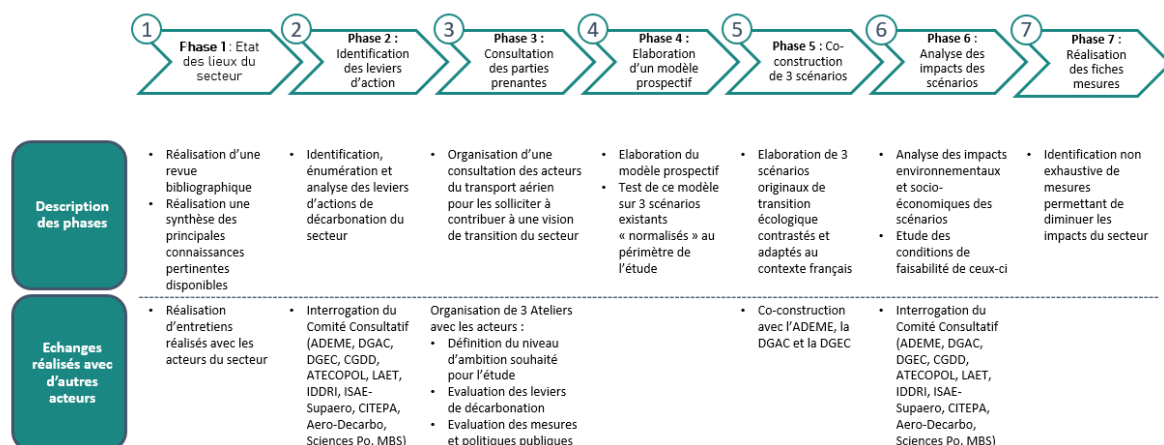 1
Phase 1 : Etat
des lieux du
secteur
2
Phase 2 :
Identification
des leviers
d'action
3
Phase 3 :
Consultation
des parties
prenantes
4
Phase 4 :
Elaboration
d'un modèle
prospectif
5
Phase 5 : Co-
construction
de 3 scénarios
6
Phase 6 :
Analyse des
impacts des
scénarios
7
Phase 7 :
Réalisation
des fiches
mesures
Description
des phases
• Réalisation d'une
revue
bibliographique
• Réalisation une
synthèse des
principales
connaissances
pertinentes
disponibles
• Identification,
énumération et
analyse des leviers
d'actions de
décarbonation du
secteur
• Organisation d'une
consultation des acteurs
du transport aérien
pour les solliciter à
contribuer à une vision
de transition du secteur
• Elaboration du
modèle prospectif
• Test de ce modèle
sur 3 scénarios
existants
« normalisés » au
périmètre de
l'étude
• Elaboration de 3
scénarios
originaux de
transition
écologique
contrastés et
adaptés au
contexte français
• Analyse des impacts
environnementaux
et socio-
économiques des
scénarios
• Etude des
conditions de
faisabilité de ceux-ci
• Identification non
exhaustive de
mesures
permettant de
diminuer les
impacts du secteur
Echanges
réalisés avec
d'autres
acteurs
• Réalisation
d'entretiens
réalisés avec les
acteurs du secteur
• Interrogation du
Comité Consultatif
(ADEME, DGAC,
DGEC, CGDD,
ATECOPOL, LAET,
IDDRI, ISAE-
Supaero, CITEPA,
Aero-Decarbo,
Sciences Po, MBS)
Organisation de 3 Ateliers
avec les acteurs :
• Définition du niveau
d'ambition souhaité
pour l'étude
• Evaluation des leviers
de décarbonation
• Evaluation des mesures
et politiques publiques
• Co-construction
avec l'ADEME, la
DGAC et la DGEC
• Interrogation du
Comité Consultatif
(ADEME, DGAC,
DGEC, CGDD,
ATECOPOL, LAET,
IDDRI, ISAE-
Supaero, CITEPA,
Aero-Decarbo,
Sciences Po, MBS)